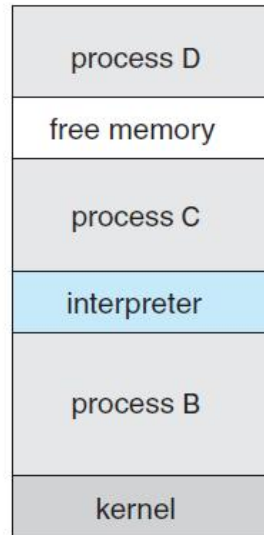 process D
free memory
process C
interpreter
process B
kernel